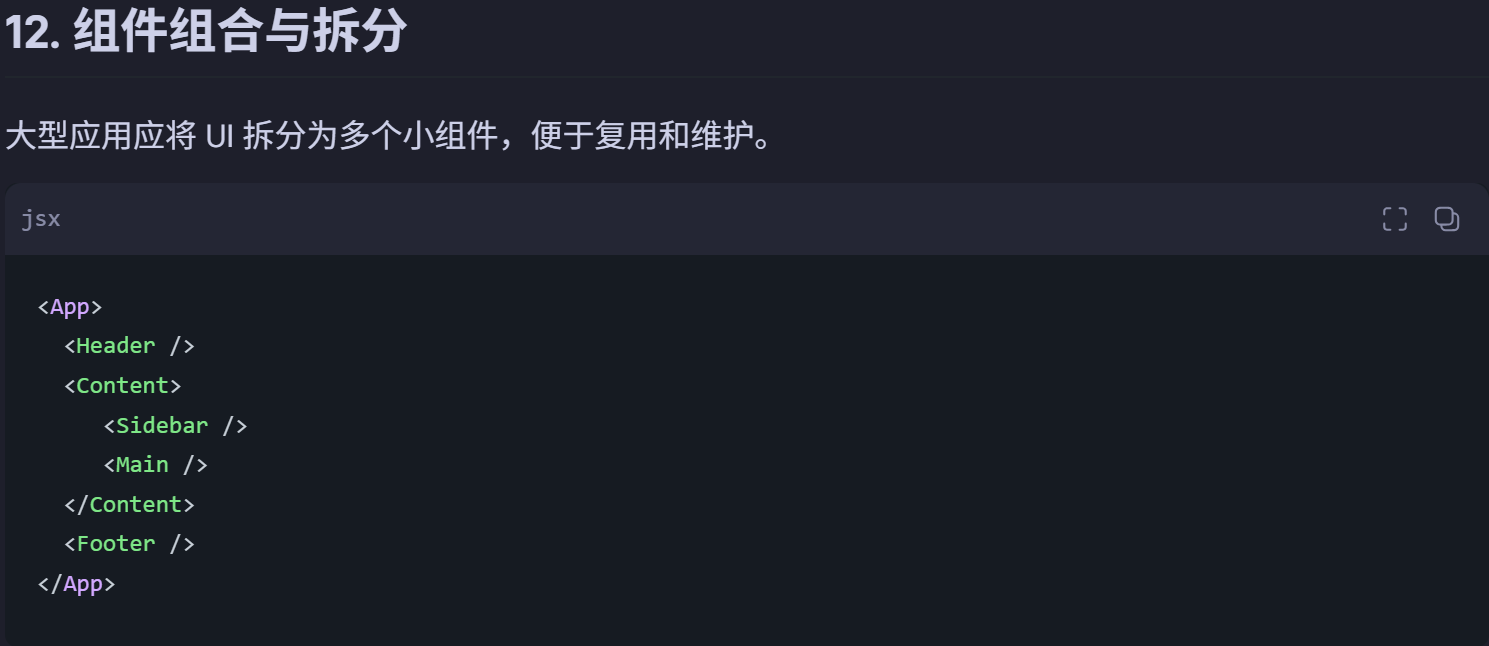 12. 组件组合与拆分
大型应用应将 UI 拆分为多个小组件，便于复用和维护。
jsx
<App>
  <Header />
  <Content>
     <Sidebar />
     <Main />
  </Content>
  <Footer />
</App>